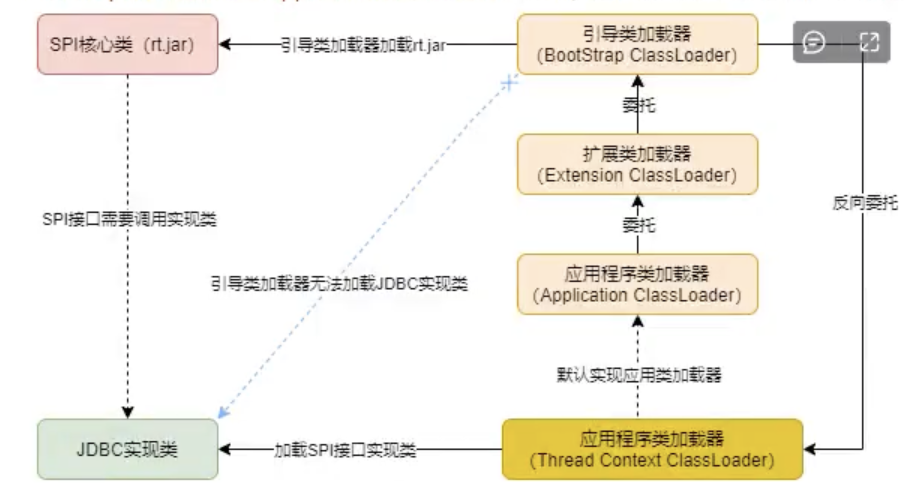 SPI核心类（rt.jar）
引导类加载器加载rt.jar
引导类加载器
（BootStrap ClassLoader）
委托
扩展类加载器
（Extension ClassLoader）
反向委托
SPI接口需要调用实现类
委托
引导类加载器无法加载JDBC实现类
应用程序类加载器
（Application ClassLoader）
默认实现应用类加载器
JDBC实现类
加载SPI接口实现类
应用程序类加载器
（Thread Context ClassLoader）